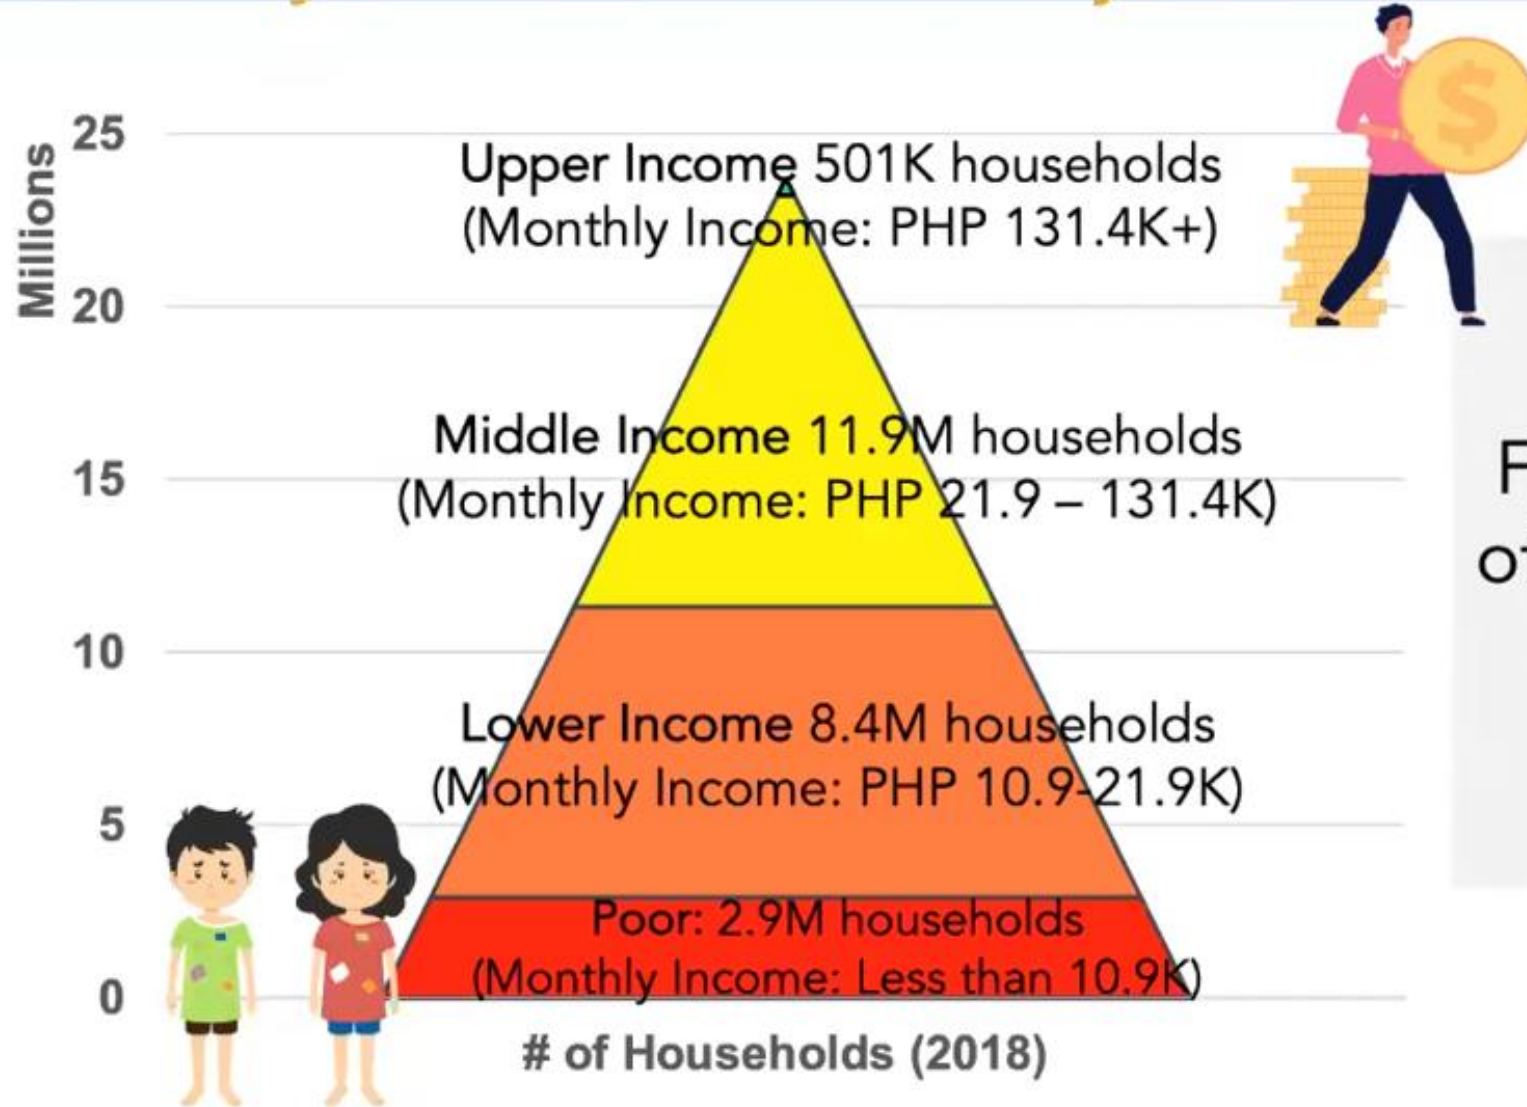 Millions
25
20
15
10
5
0
Upper Income 501K households
(Monthly Income: PHP 131.4K+)
Middle Income 11.9M households
(Monthly Income: PHP 21.9 – 131.4K)
Lower Income 8.4M households
(Monthly Income: PHP 10.9-21.9K)
Poor: 2.9M households
(Monthly Income: Less than 10.9K)
# of Households (2018)
$